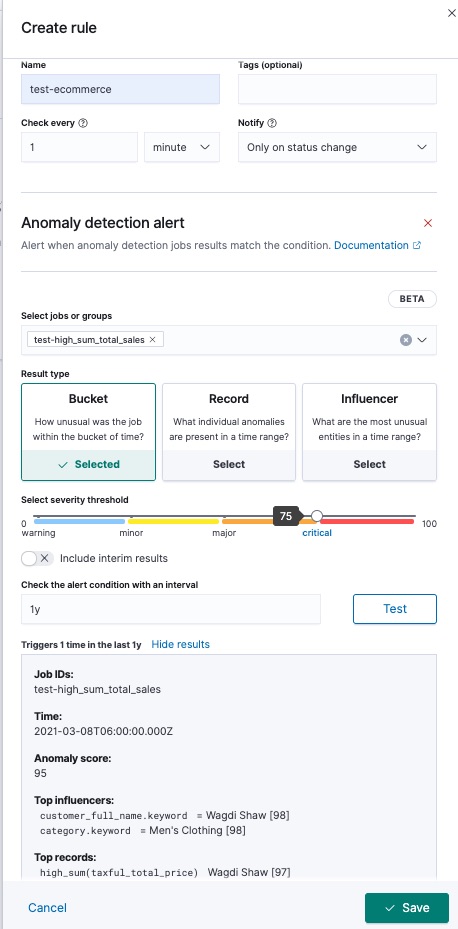 Create rule
Name
Tags (optional)
test-ecommerce
Check every
Notify
1
minute
Only on status change
Anomaly detection alert
Alert when anomaly detection jobs results match the condition. Documentation
BETA
Select jobs or groups
test-high_sum_total_sales
Result type
Bucket
How unusual was the job
within the bucket of time?
Selected
Record
What individual anomalies
are present in a time range?
Select
Influencer
What are the most unusual
entities in a time range?
Select
Select severity threshold
75
0
100
warning
minor
major
critical
Include interim results
Check the alert condition with an interval
1y
Test
Triggers 1 time in the last 1y Hide results
Job IDs:
test-high_sum_total_sales
Time:
2021-03-08T06:00:00.000Z
Anomaly score:
95
Top influencers:
customer_full_name.keyword = Wagdi Shaw [98]
category.keyword = Men's Clothing [98]
Top records:
high_sum(taxful_total_price) Wagdi Shaw [97]
Cancel
Save